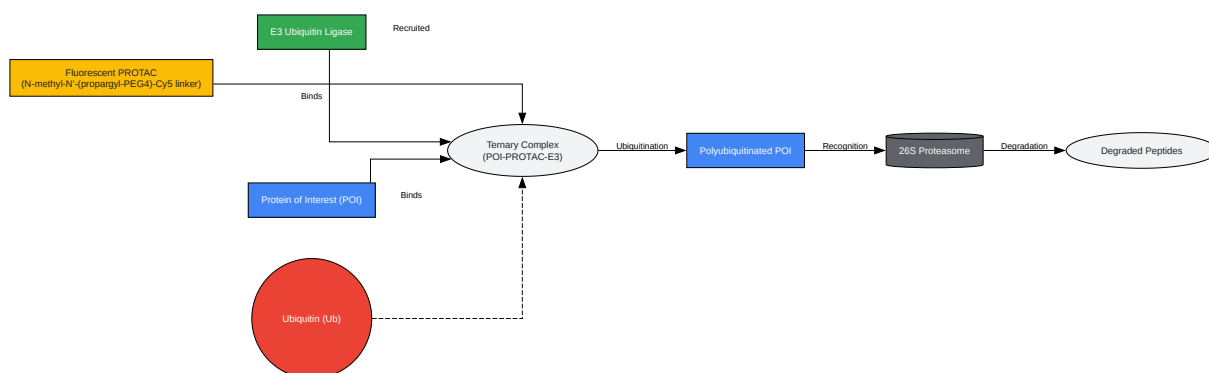 E3 Ubiquitin Ligase
Recruited
Fluorescent PROTAC
(N-methyl-N'-(propargyl-PEG4)-Cy5 linker)
Binds
Ternary Complex
(POI-PROTAC-E3)
Ubiquitination
Polyubiquitinated POI
Recognition
26S Proteasome
Degradation
Degraded Peptides
Protein of Interest (POI)
Binds
Ubiquitin (Ub)